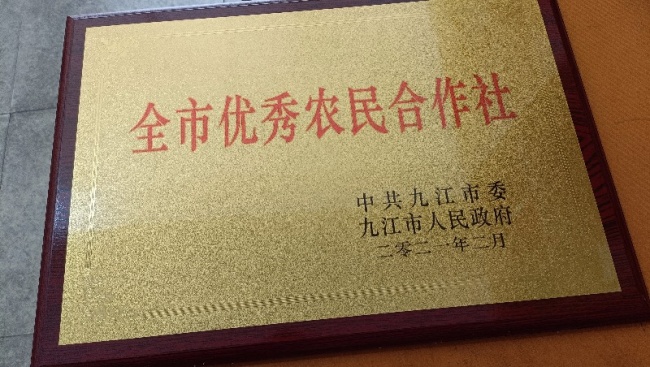 全市优秀农民合作社
中共九江市委
九江市人民政府
二零二一年二月